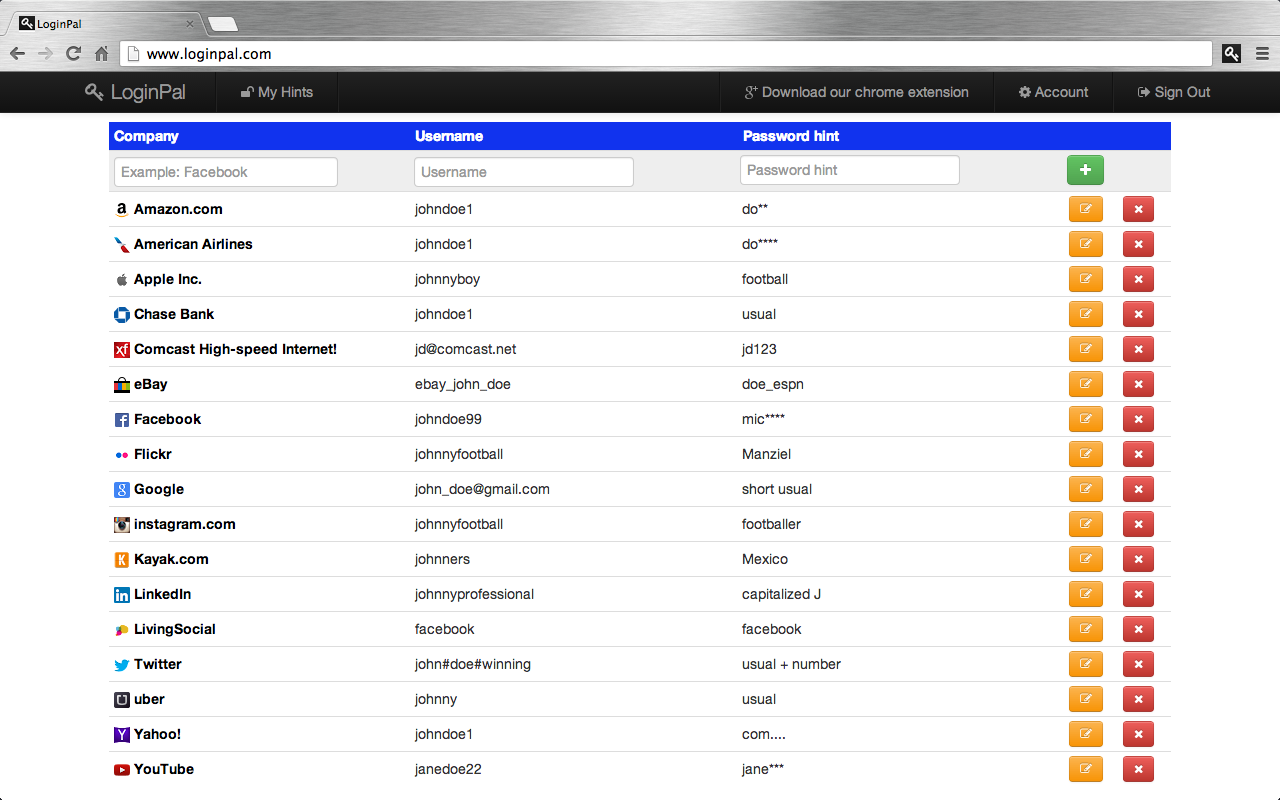 LoginPal
www.loginpal.com
LoginPal My Hints Download our chrome extension Account Sign Out
Company Username Password hint
Example: Facebook Username Password hint
Amazon.com johndoe1 do**
American Airlines johndoe1 do****
Apple Inc. johnnyboy football
Chase Bank johndoe1 usual
Comcast High-speed Internet! jd@comcast.net jd123
eBay ebay_john_doe doe_espn
Facebook johndoe99 mic****
Flickr johnnyfootball Manziel
Google john_doe@gmail.com short usual
instagram.com johnnyfootball footballer
Kayak.com johnners Mexico
LinkedIn johnnyprofessional capitalized J
LivingSocial facebook facebook
Twitter john#doe#winning usual + number
uber johnny usual
Yahoo! johndoe1 com....
YouTube janedoe22 jane***